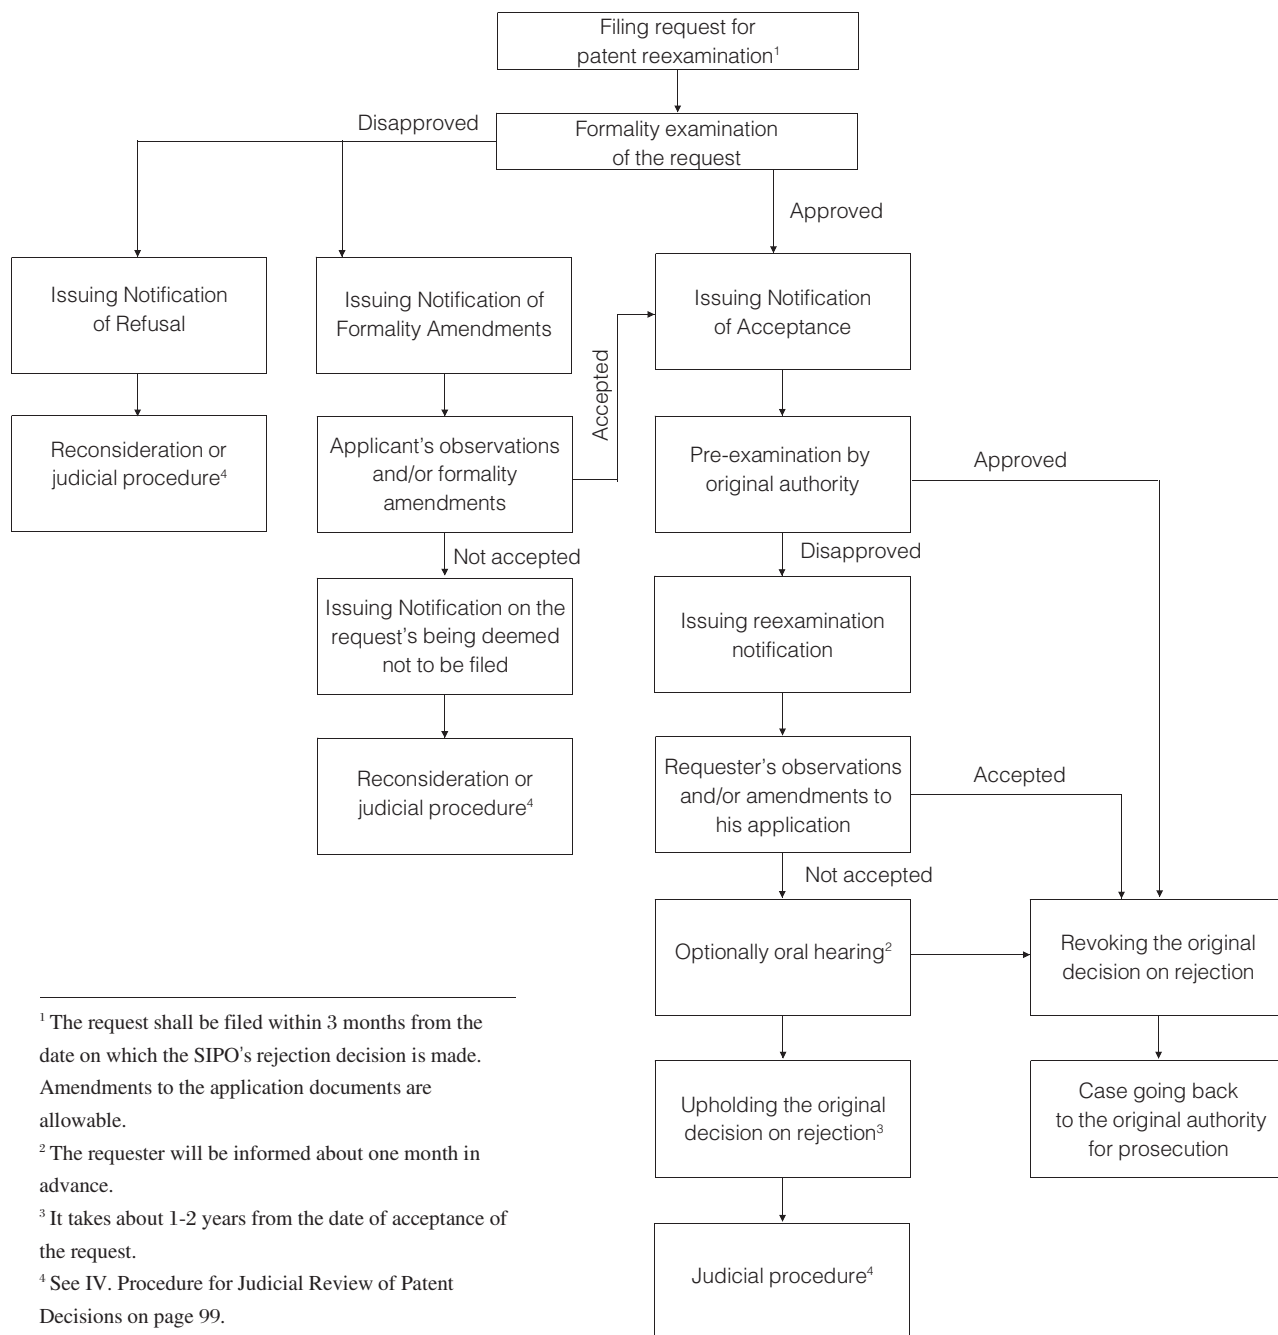 Filing request for
patent reexamination¹
Disapproved
Formality examination
of the request
Approved
Issuing Notification
of Refusal
Issuing Notification of
Formality Amendments
Issuing Notification
of Acceptance
Accepted
Reconsideration or
judicial procedure⁴
Applicant's observations
and/or formality
amendments
Pre-examination by
original authority
Approved
Not accepted
Disapproved
Issuing Notification on the
request's being deemed
not to be filed
Issuing reexamination
notification
Reconsideration or
judicial procedure⁴
Requester's observations
and/or amendments to
his application
Accepted
Not accepted
Optionally oral hearing²
Revoking the original
decision on rejection
Upholding the original
decision on rejection³
Case going back
to the original authority
for prosecution
Judicial procedure⁴
¹ The request shall be filed within 3 months from the
date on which the SIPO's rejection decision is made.
Amendments to the application documents are
allowable.
² The requester will be informed about one month in
advance.
³ It takes about 1-2 years from the date of acceptance of
the request.
⁴ See IV. Procedure for Judicial Review of Patent
Decisions on page 99.